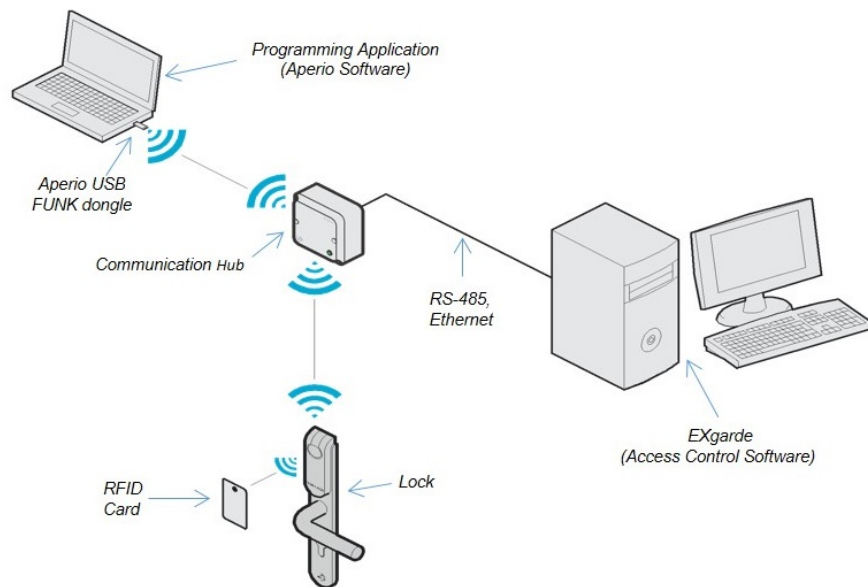 Programming Application
(Aperio Software)
Aperio USB
FUNK dongle
Communication Hub
RS-485,
Ethernet
EXgarde
(Access Control Software)
RFID
Card
Lock